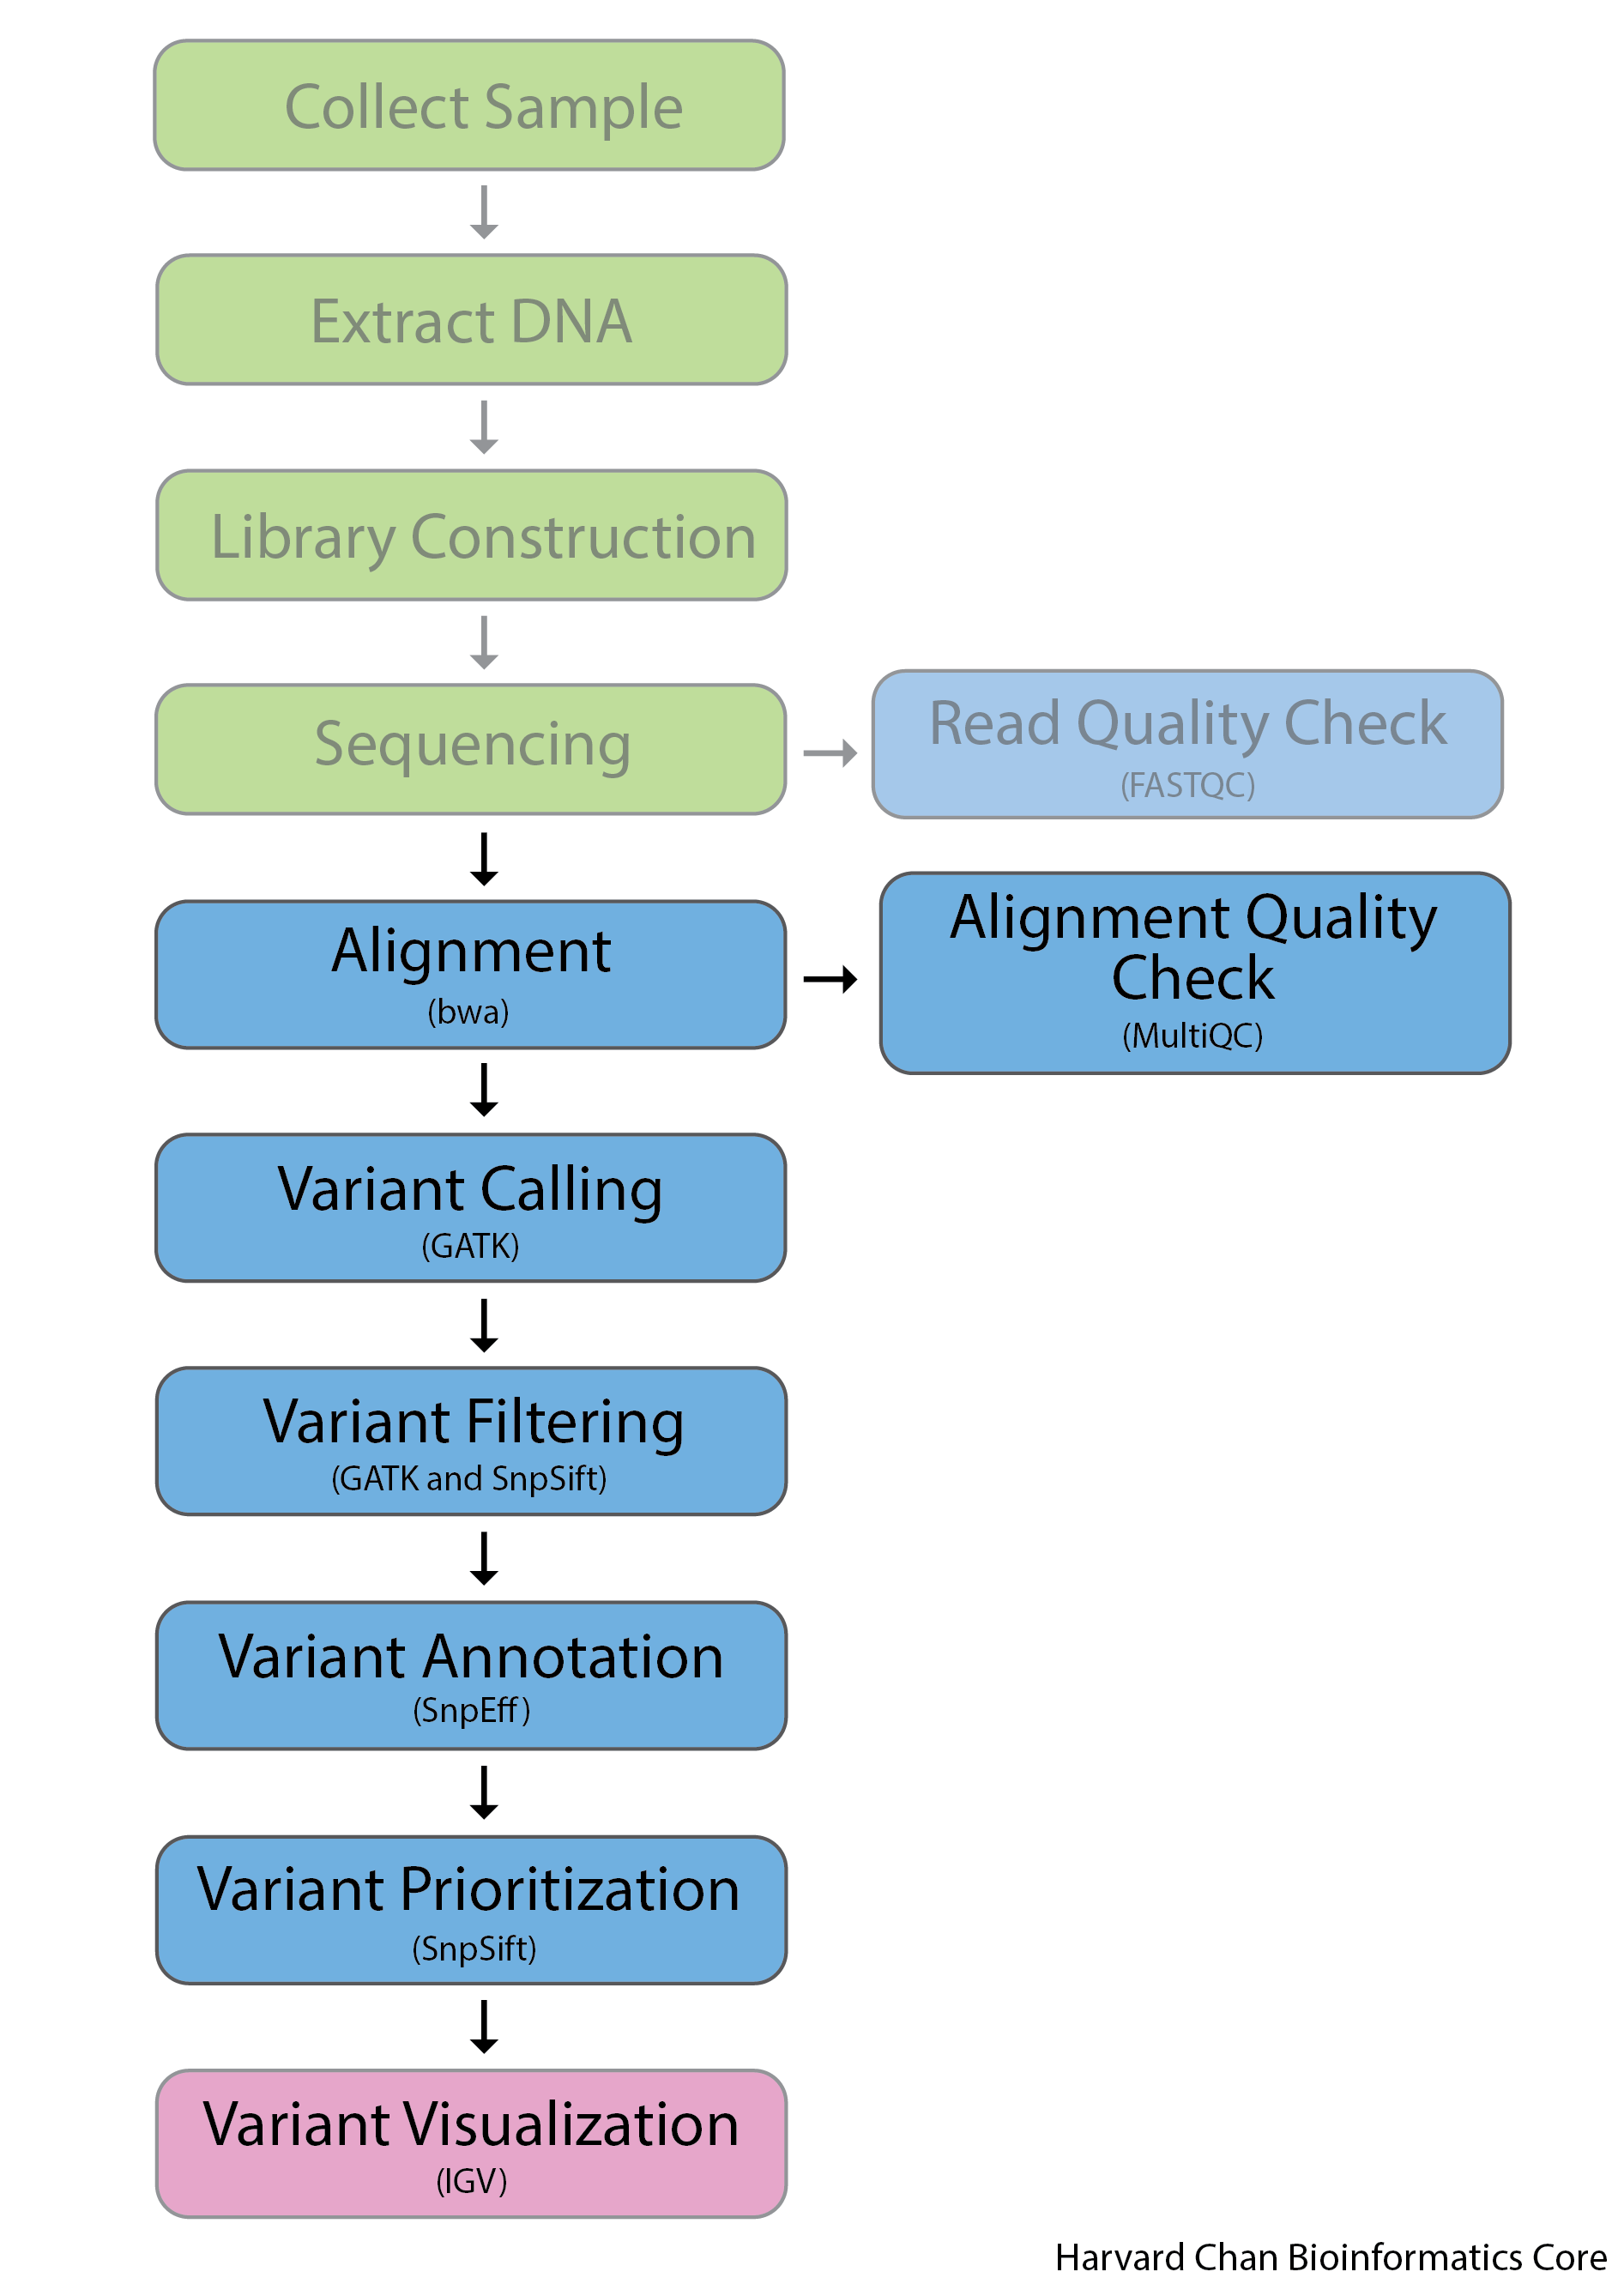 Collect Sample
Extract DNA
Library Construction
Sequencing
Read Quality Check
(FASTQC)
Alignment
(bwa)
Alignment Quality
Check
(MultiQC)
Variant Calling
(GATK)
Variant Filtering
(GATK and SnpSift)
Variant Annotation
(SnpEff)
Variant Prioritization
(SnpSift)
Variant Visualization
(IGV)
Harvard Chan Bioinformatics Core